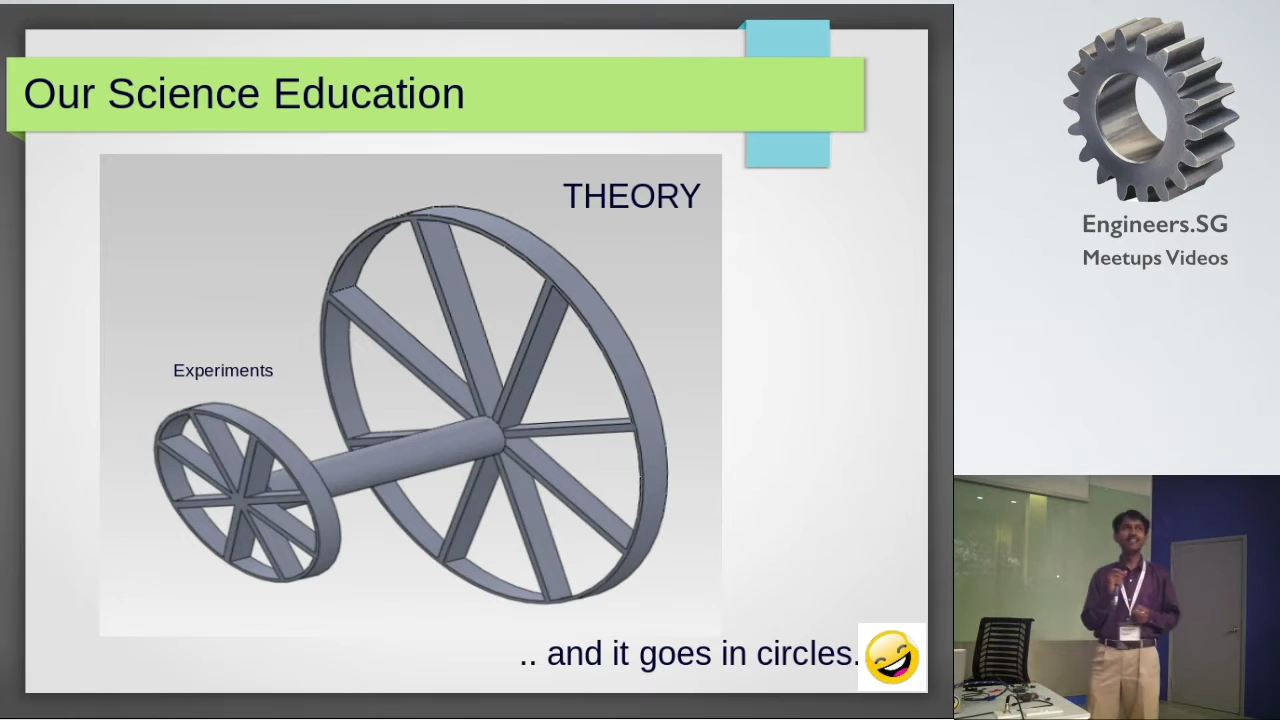 Our Science Education
THEORY
Experiments
.. and it goes in circles.
Engineers.SG
Meetups Videos